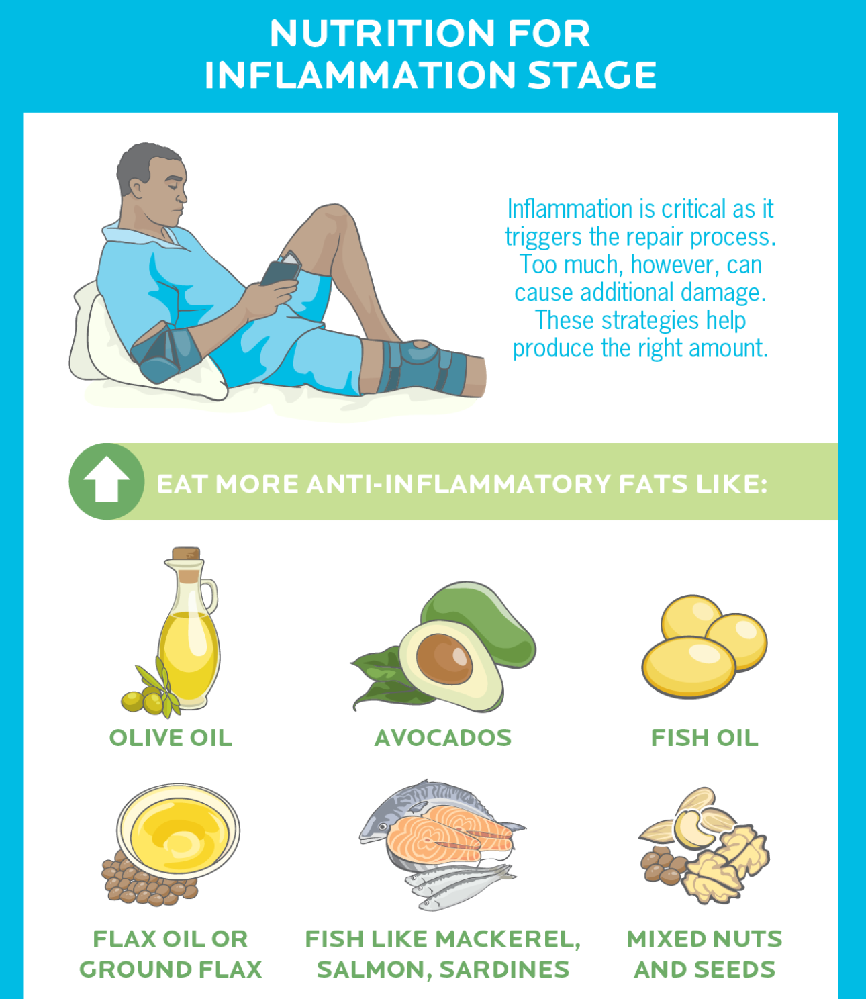 NUTRITION FOR
INFLAMMATION STAGE
Inflammation is critical as it
triggers the repair process.
Too much, however, can
cause additional damage.
These strategies help
produce the right amount.
EAT MORE ANTI-INFLAMMATORY FATS LIKE:
OLIVE OIL
AVOCADOS
FISH OIL
FLAX OIL OR
GROUND FLAX
FISH LIKE MACKEREL,
SALMON, SARDINES
MIXED NUTS
AND SEEDS